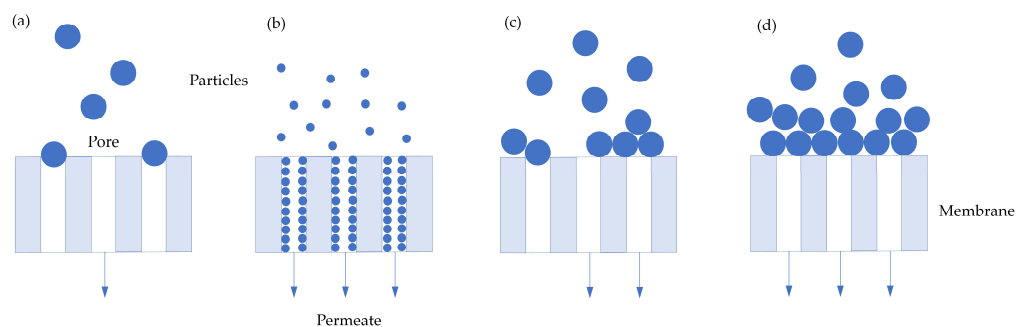 (a)
(b)
(c)
(d)
Particles
Pore
Membrane
Permeate